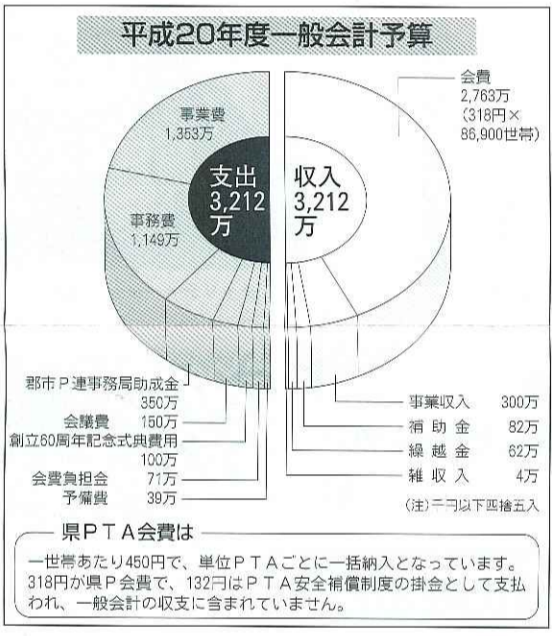 平成20年度一般会計予算
会費
2,763万
(318円×
86,900世帯)
事業費
1,353万
支出
3,212
万
収入
3,212
万
事務費
1,149万
郡市P連事務局助成金
350万
会議費 150万
創立60周年記念式典費用
100万
会費負担金 71万
予備費 39万
事業収入 300万
補助金 82万
繰越金 62万
雑収入 4万
(注)千円以下四捨五入
県PTA会費は
一世帯あたり450円で、単位PTAごとに一括納入となっています。
318円が県P会費で、132円はPTA安全補償制度の掛金として支払
われ、一般会計の収支に含まれていません。